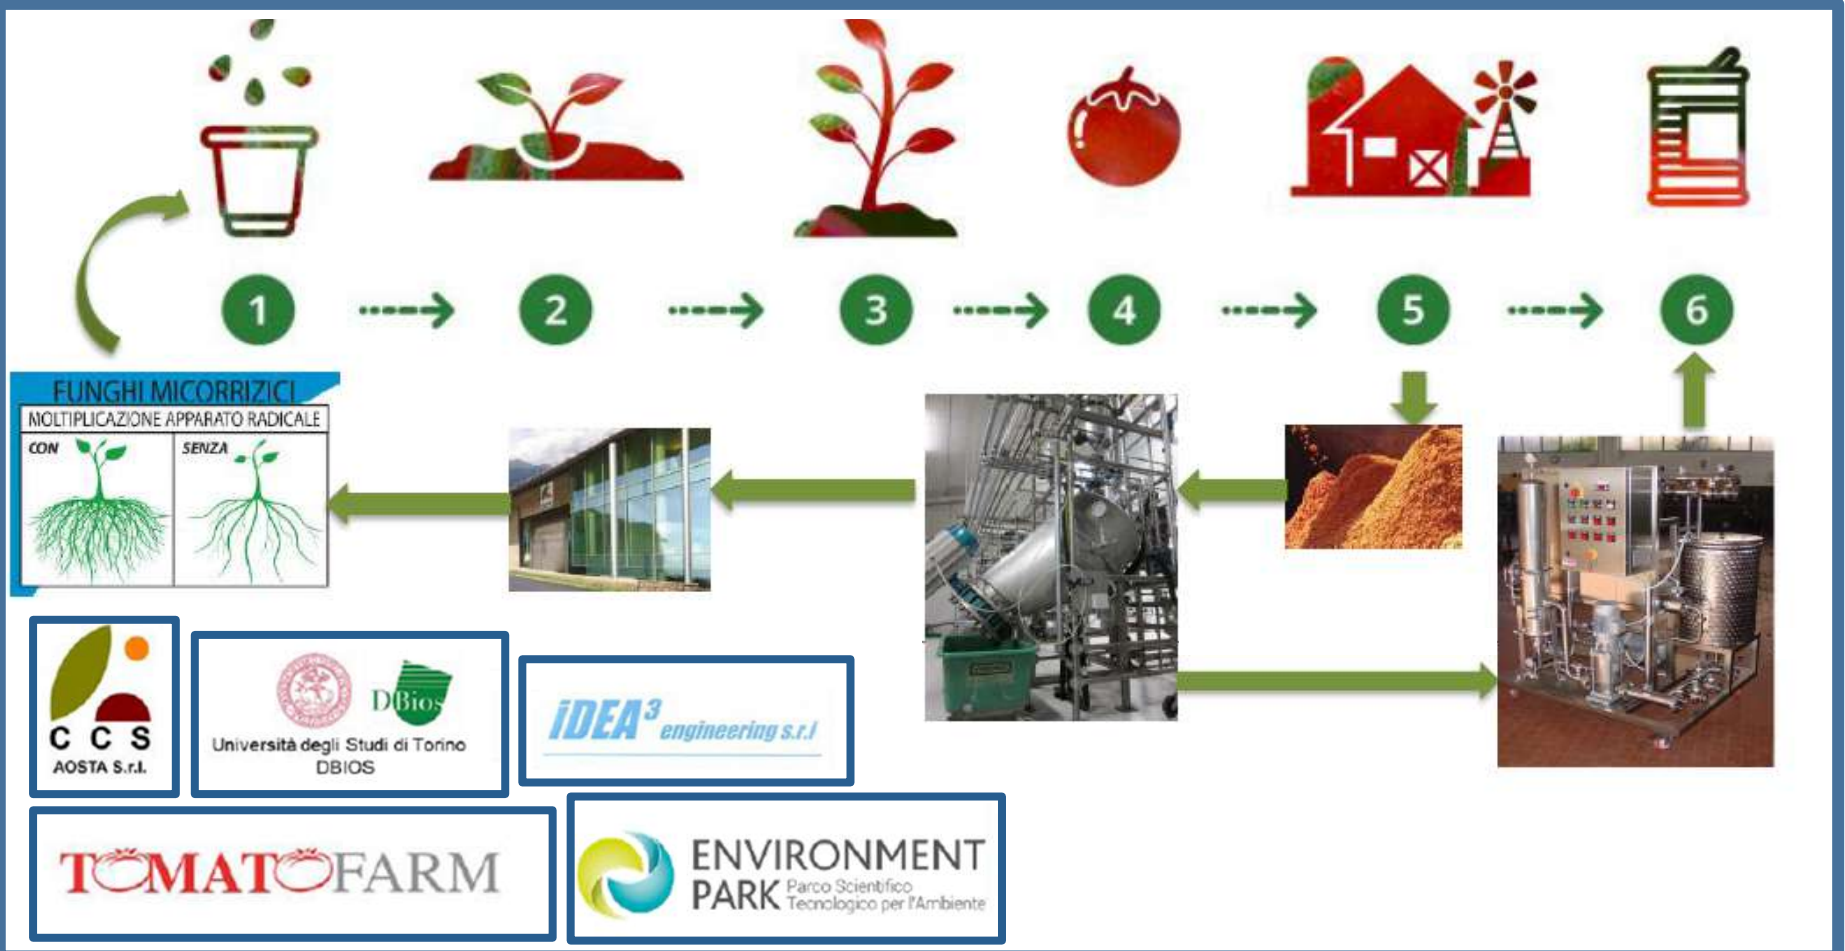 1
2
3
4
5
6
FUNGHI MICORRIZICI
MOLTIPLICAZIONE APPARATO RADICALE
CON
SENZA
C C S
AOSTA S.r.l.
DBios
Università degli Studi di Torino
DBIOS
iDEA³ engineering s.r.l
TOMATOFARM
ENVIRONMENT
PARK Parco Scientifico
Tecnologico per l'Ambiente